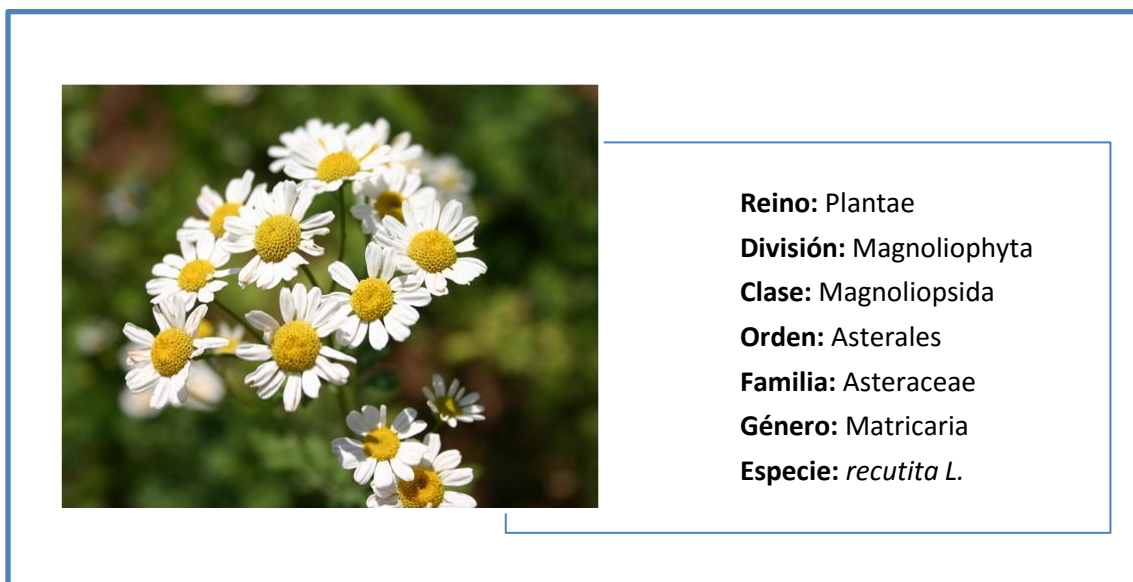 Reino: Plantae
División: Magnoliophyta
Clase: Magnoliopsida
Orden: Asterales
Familia: Asteraceae
Género: Matricaria
Especie: recutita L.